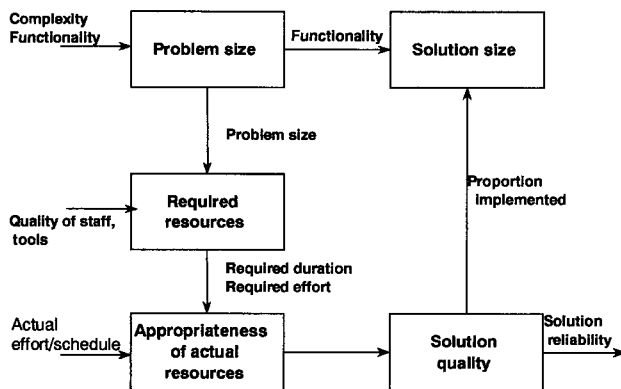 Complexity
Functionality
Problem size
Functionality
Solution size
Problem size
Proportion
implemented
Required
resources
Quality of staff,
tools
Required duration
Required effort
Actual
effort/schedule
Appropriateness
of actual
resources
Solution
quality
Solution
reliability